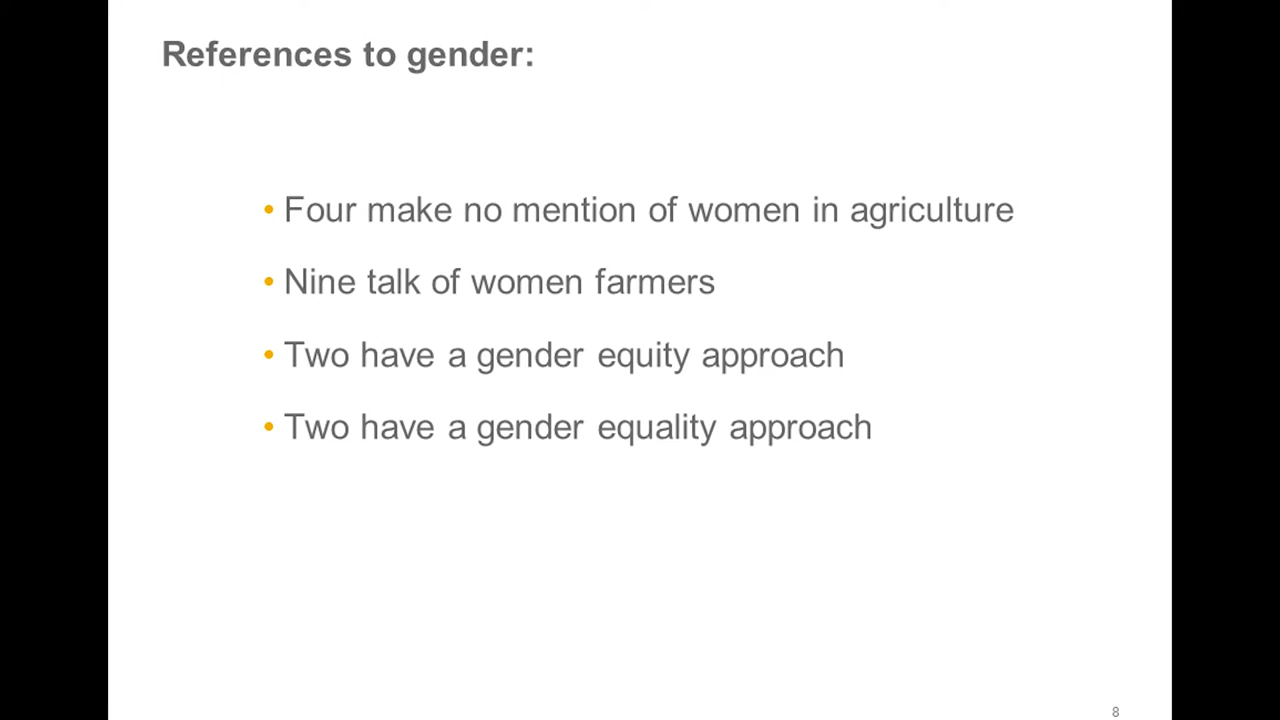 References to gender:
• Four make no mention of women in agriculture
• Nine talk of women farmers
• Two have a gender equity approach
• Two have a gender equality approach
8